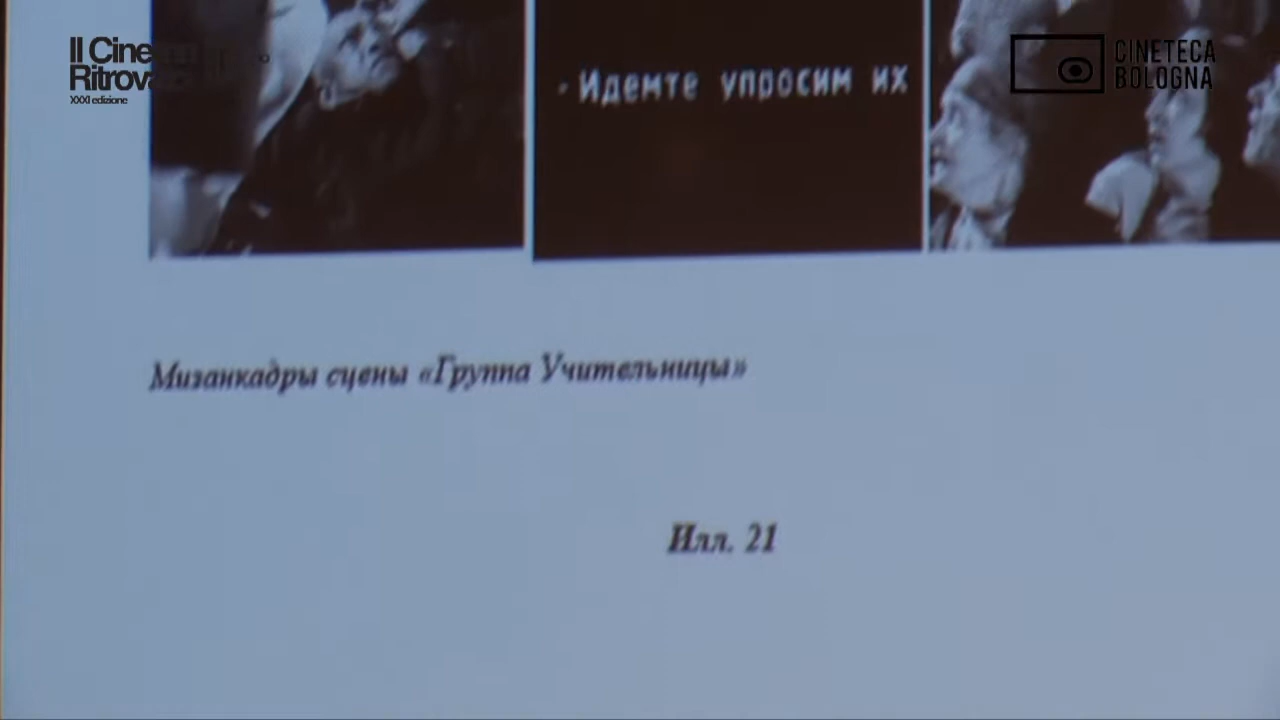 Il Cine
Ritrova
XXXI edizione
CINETECA
BOLOGNA
- Идемте упросим их
Мизанкадры сцены «Группа Учительницы»
Илл. 21